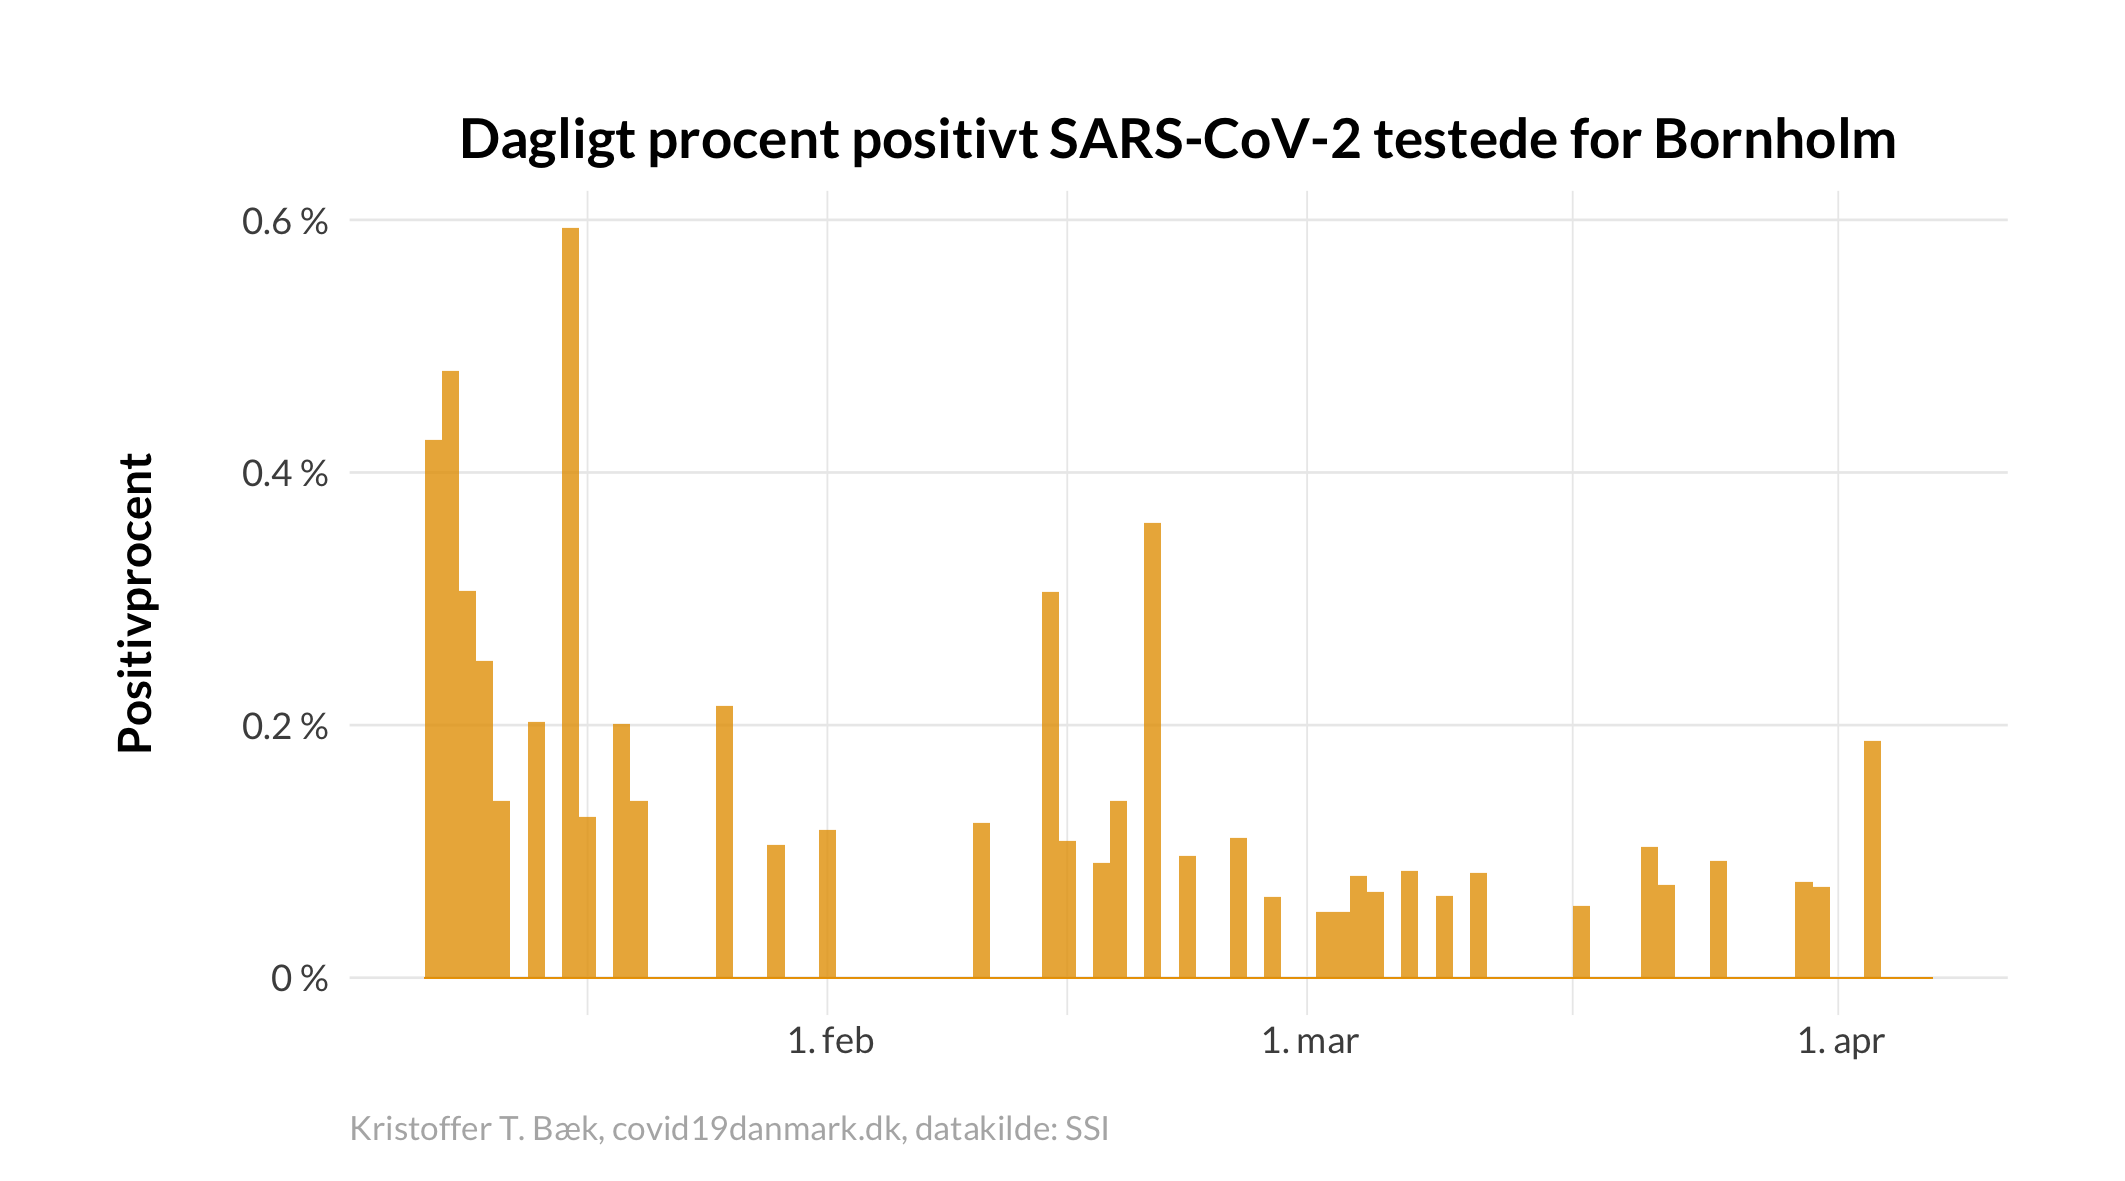 Dagligt procent positivt SARS-CoV-2 testede for Bornholm
Positivprocent
0.6 %
0.4 %
0.2 %
0 %
1. feb
1. mar
1. apr
Kristoffer T. Bæk, covid19danmark.dk, datakilde: SSI